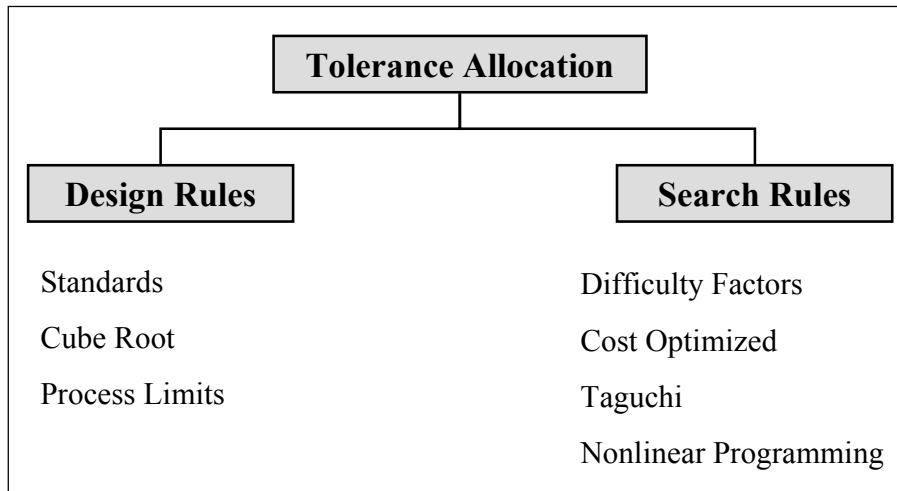 Tolerance Allocation
Design Rules
Standards
Cube Root
Process Limits
Search Rules
Difficulty Factors
Cost Optimized
Taguchi
Nonlinear Programming